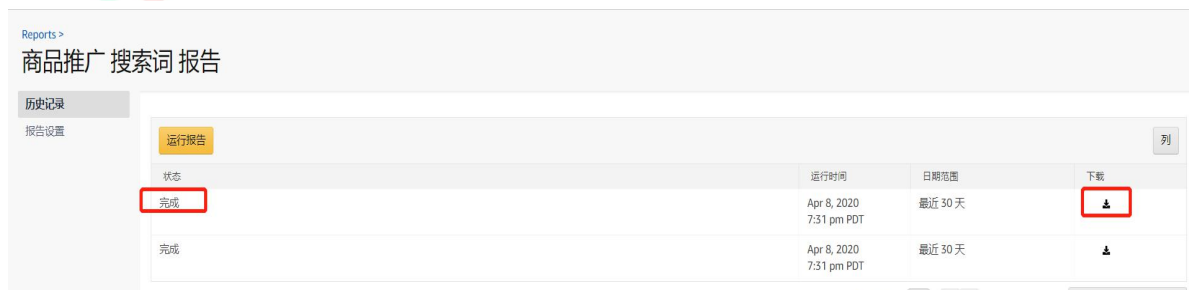 Reports >
商品推广 搜索词 报告
历史记录
报告设置
运行报告
列
状态 运行时间 日期范围 下载
完成 Apr 8, 2020 最近 30 天
7:31 pm PDT
完成 Apr 8, 2020 最近 30 天
7:31 pm PDT